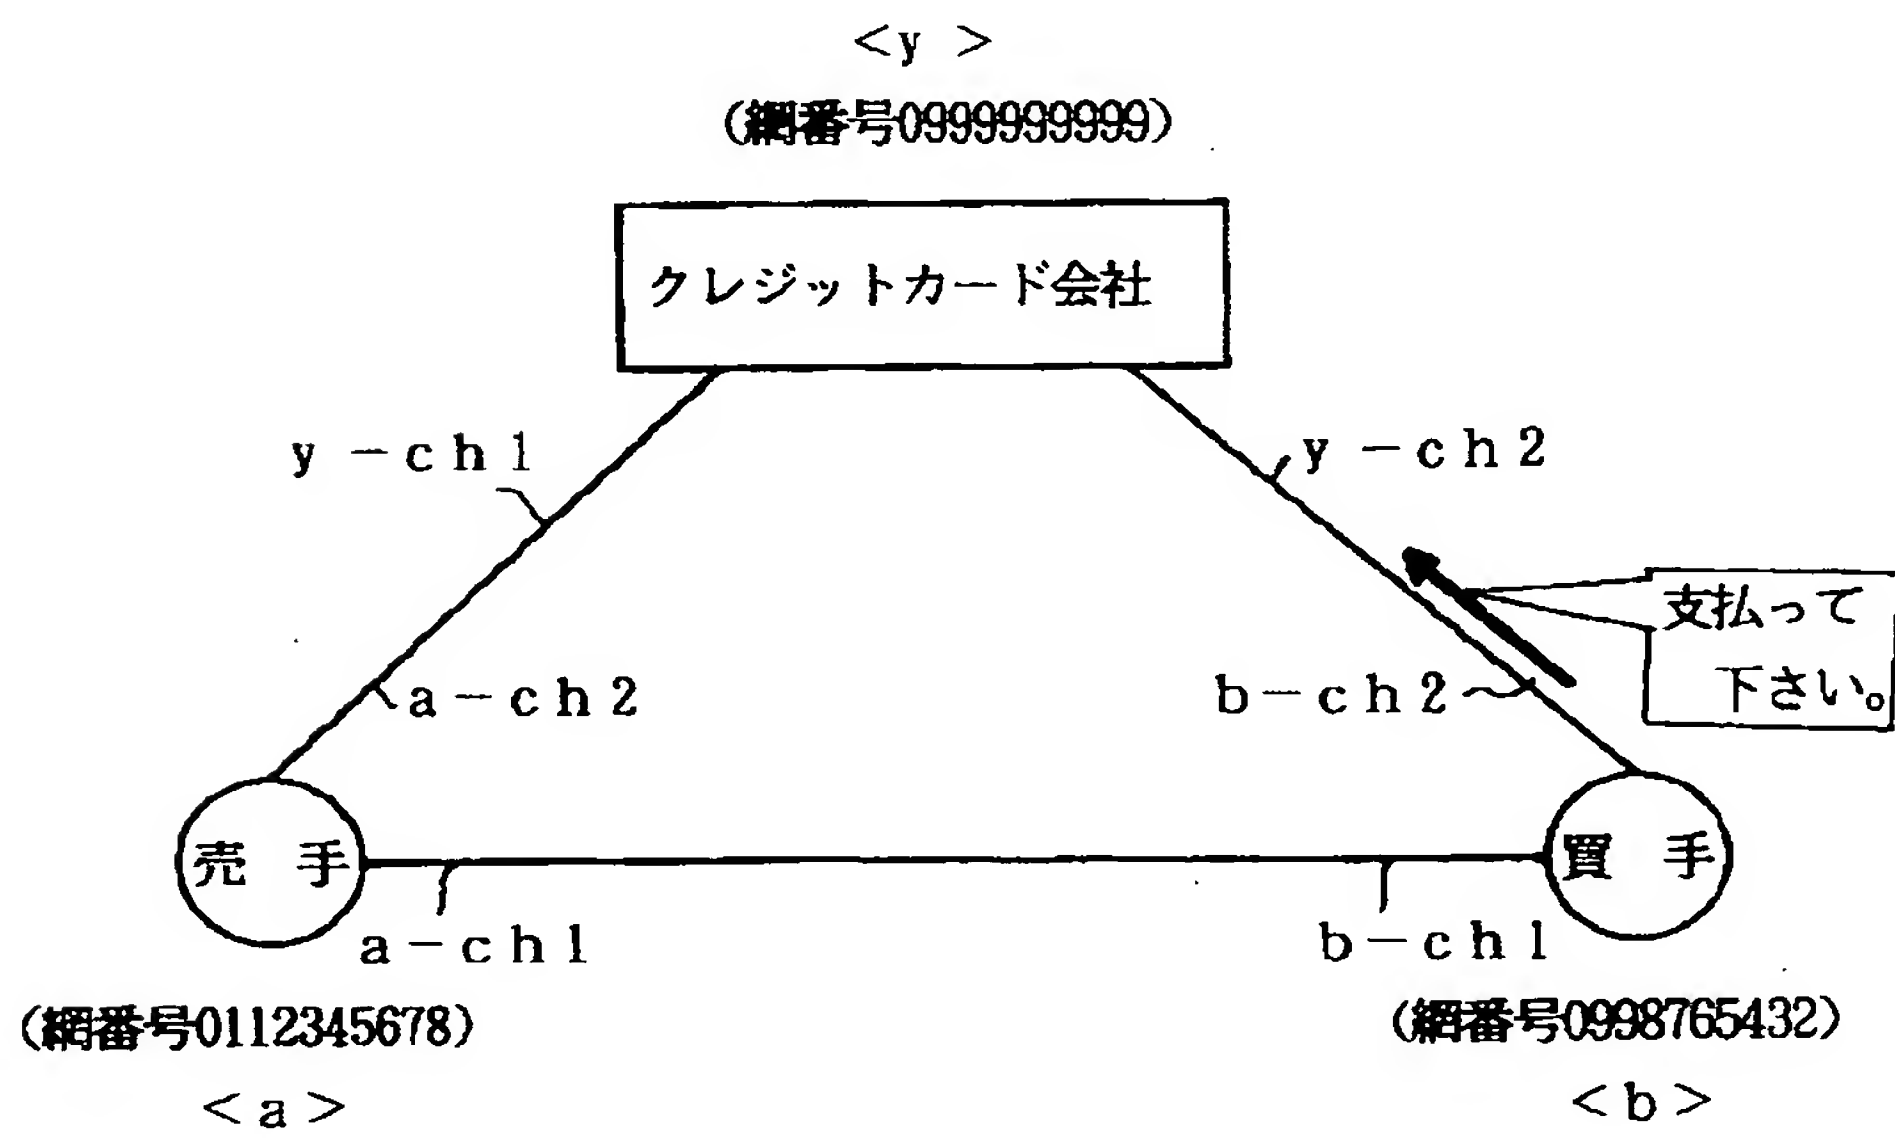 <y>
(網番号0999999999)
クレジットカード会社
y-ch1
y-ch2
支払って
下さい。
a-ch2
b-ch2
売手
買手
a-ch1
b-ch1
(網番号0112345678)
(網番号0998765432)
<a>
<b>